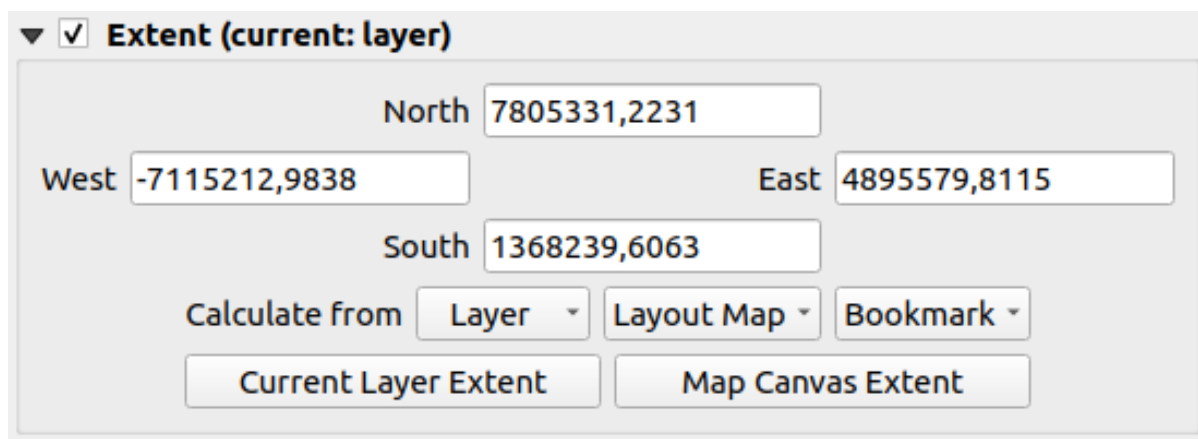 Extent (current: layer)
North 7805331,2231
West -7115212,9838 East 4895579,8115
South 1368239,6063
Calculate from Layer Layout Map Bookmark
Current Layer Extent Map Canvas Extent